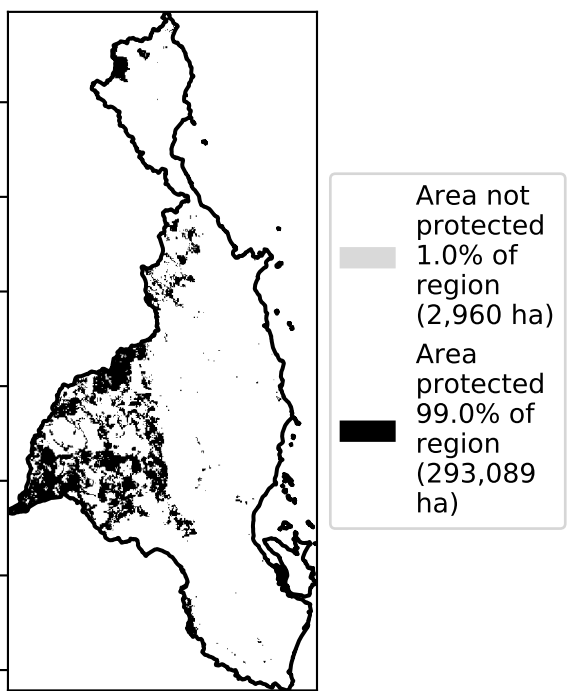 Area not
protected
1.0% of
region
(2,960 ha)
Area
protected
99.0% of
region
(293,089
ha)